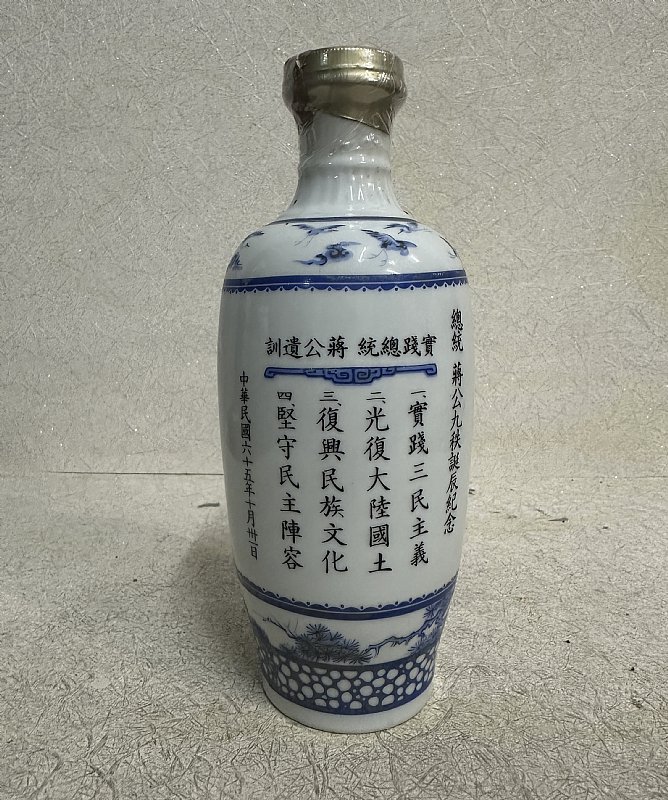 總統 蔣公九秩誕辰紀念
實踐總統 蔣公遺訓
一、實踐三民主義
二、光復大陸國土
三、復興民族文化
四、堅守民主陣容
中華民國六十五年十月卅一日